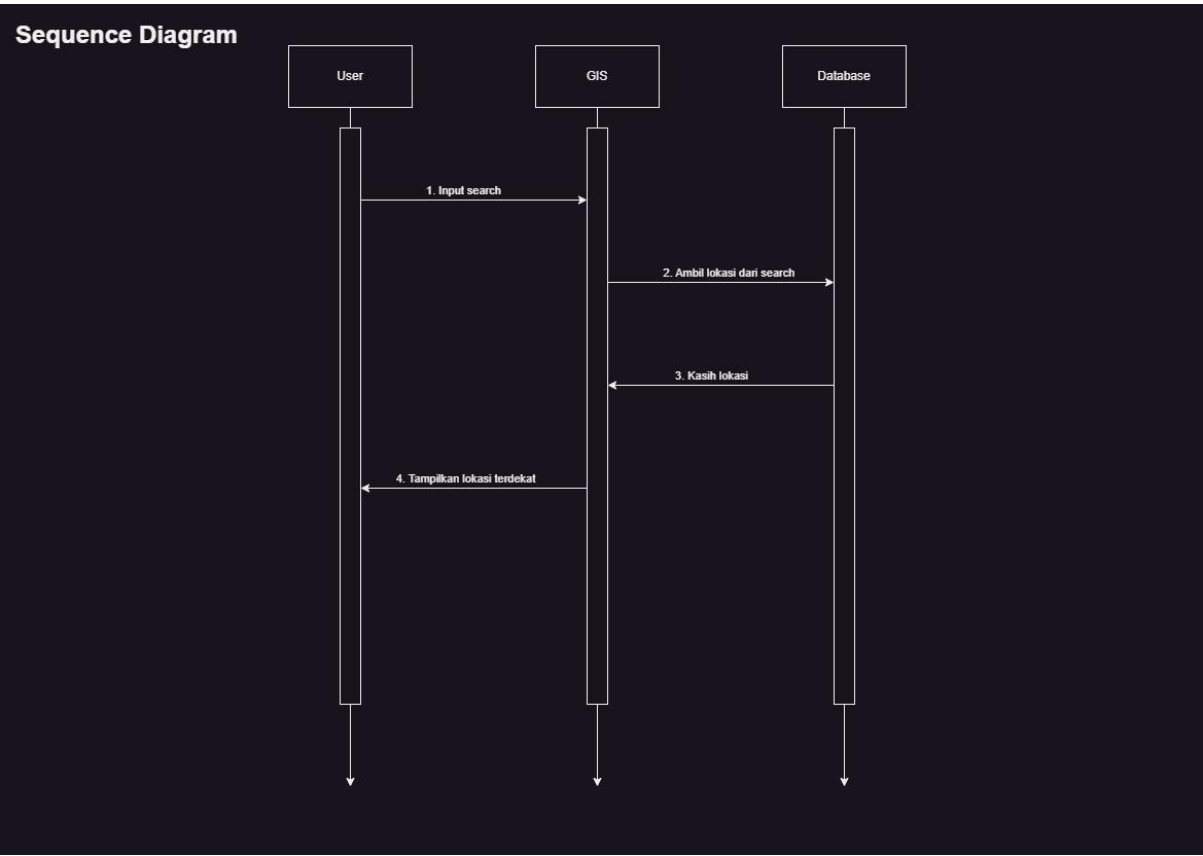 Sequence Diagram
User
GIS
Database
1. Input search
2. Ambil lokasi dari search
3. Kasih lokasi
4. Tampilkan lokasi terdekat